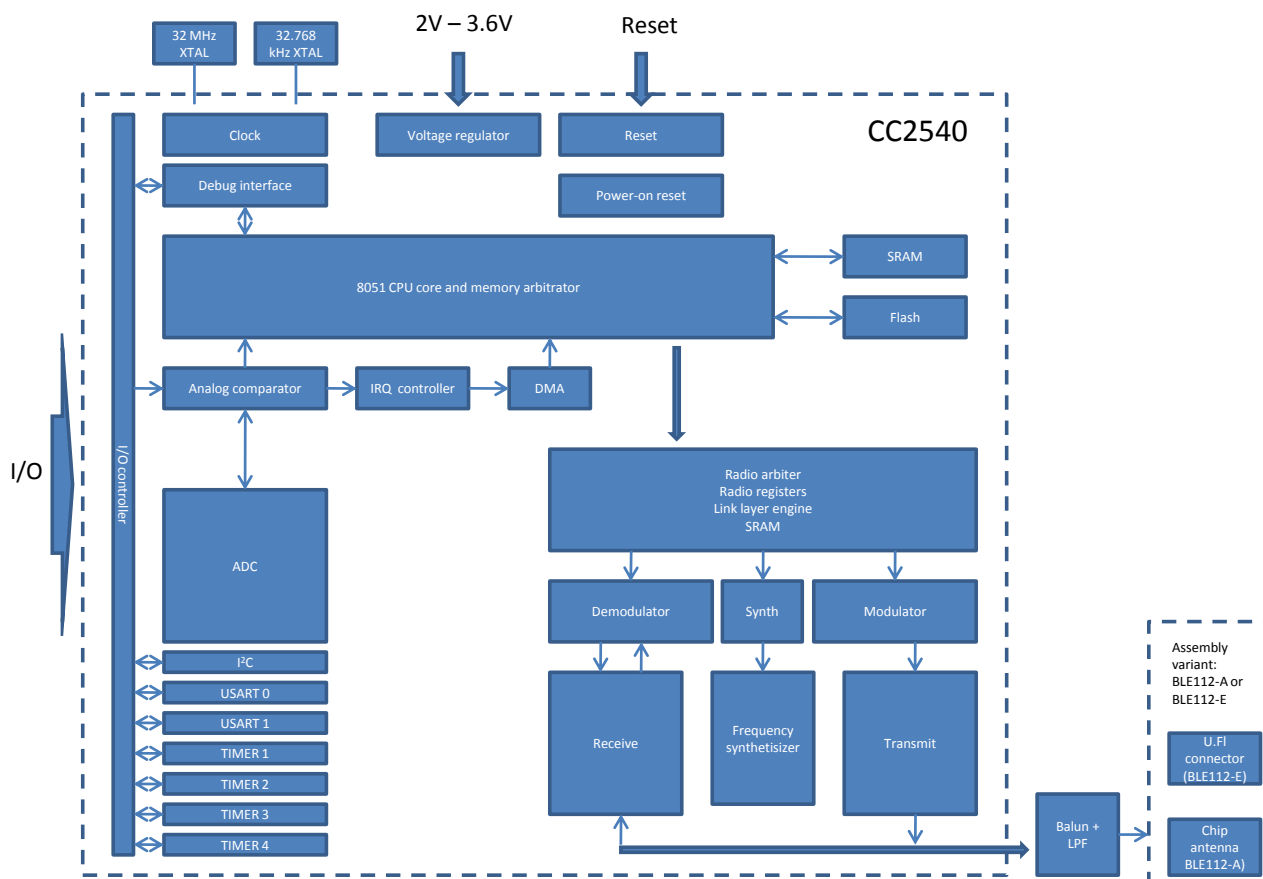 32 MHz
XTAL
32.768
kHz XTAL
2V – 3.6V
Reset
Clock
Voltage regulator
Reset
CC2540
Debug interface
Power-on reset
8051 CPU core and memory arbitrator
SRAM
Flash
Analog comparator
IRQ controller
DMA
I/O
I/O controller
Radio arbiter
Radio registers
Link layer engine
SRAM
ADC
Demodulator
Synth
Modulator
I²C
USART 0
USART 1
TIMER 1
TIMER 2
TIMER 3
TIMER 4
Receive
Frequency
synthetisizer
Transmit
Balun +
LPF
Assembly
variant:
BLE112-A or
BLE112-E
U.Fl
connector
(BLE112-E)
Chip
antenna
BLE112-A)